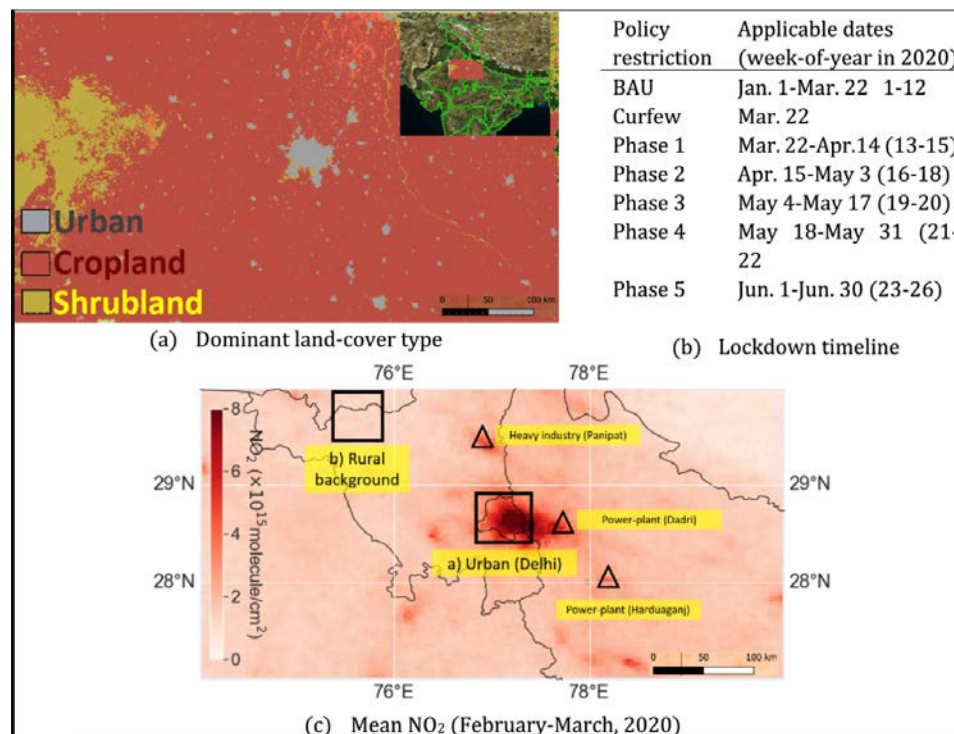 Urban
Cropland
Shrubland
0 50 100 km
(a) Dominant land-cover type
Policy restriction Applicable dates (week-of-year in 2020)
BAU Jan. 1-Mar. 22 1-12
Curfew Mar. 22
Phase 1 Mar. 22-Apr.14 (13-15)
Phase 2 Apr. 15-May 3 (16-18)
Phase 3 May 4-May 17 (19-20)
Phase 4 May 18-May 31 (21-
22
Phase 5 Jun. 1-Jun. 30 (23-26)
(b) Lockdown timeline
76°E 78°E
8
6
4
2
0
NO₂ (×10¹⁵molecule/cm²)
b) Rural
background
Heavy industry (Panipat)
29°N 29°N
Power-plant (Dadri)
a) Urban (Delhi)
28°N 28°N
Power-plant (Harduaganj)
0 50 100 km
76°E 78°E
(c) Mean NO₂ (February-March, 2020)